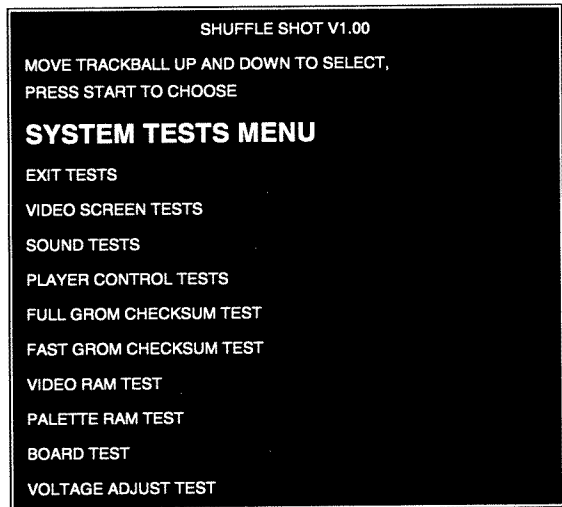 SHUFFLE SHOT V1.00
MOVE TRACKBALL UP AND DOWN TO SELECT,
PRESS START TO CHOOSE
SYSTEM TESTS MENU
EXIT TESTS
VIDEO SCREEN TESTS
SOUND TESTS
PLAYER CONTROL TESTS
FULL GROM CHECKSUM TEST
FAST GROM CHECKSUM TEST
VIDEO RAM TEST
PALETTE RAM TEST
BOARD TEST
VOLTAGE ADJUST TEST